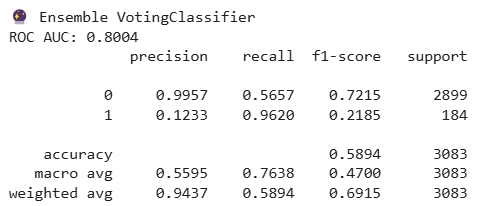 🔮 Ensemble VotingClassifier
ROC AUC: 0.8004
              precision    recall  f1-score   support

           0     0.9957    0.5657    0.7215      2899
           1     0.1233    0.9620    0.2185       184

    accuracy                         0.5894      3083
   macro avg     0.5595    0.7638    0.4700      3083
weighted avg     0.9437    0.5894    0.6915      3083